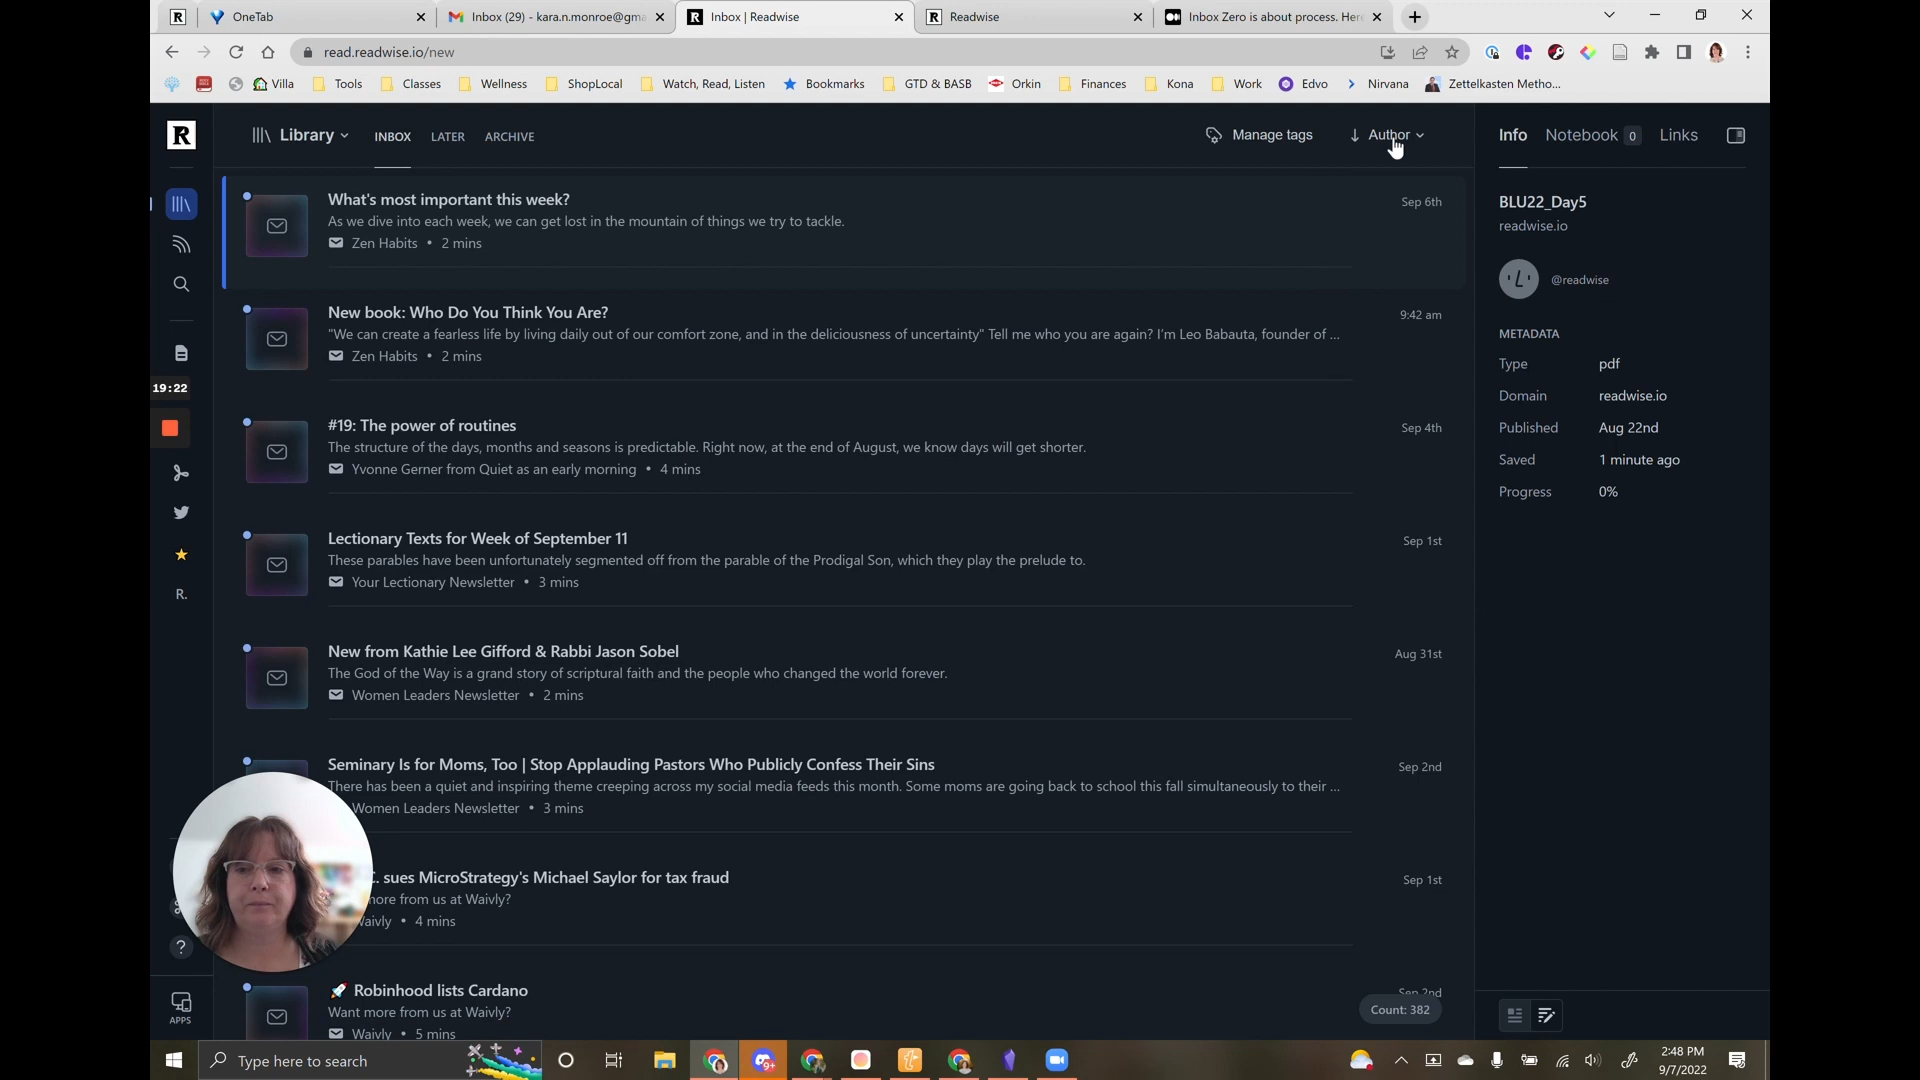 OneTab
Inbox (29) - kara.n.monroe@gma
Inbox | Readwise
Readwise
Inbox Zero is about process. Her
read.readwise.io/new
Villa
Tools
Classes
Wellness
ShopLocal
Watch, Read, Listen
Bookmarks
GTD & BASB
Orkin
Finances
Kona
Work
Edvo
Nirvana
Zettelkasten Metho...
R
Library
INBOX
LATER
ARCHIVE
Manage tags
Author
Info
Notebook 0
Links
What's most important this week?
Sep 6th
As we dive into each week, we can get lost in the mountain of things we try to tackle.
Zen Habits • 2 mins
New book: Who Do You Think You Are?
9:42 am
"We can create a fearless life by living daily out of our comfort zone, and in the deliciousness of uncertainty" Tell me who you are again? I'm Leo Babauta, founder of ...
Zen Habits • 2 mins
19:22
#19: The power of routines
Sep 4th
The structure of the days, months and seasons is predictable. Right now, at the end of August, we know days will get shorter.
Yvonne Gerner from Quiet as an early morning • 4 mins
Lectionary Texts for Week of September 11
Sep 1st
These parables have been unfortunately segmented off from the parable of the Prodigal Son, which they play the prelude to.
Your Lectionary Newsletter • 3 mins
R.
New from Kathie Lee Gifford & Rabbi Jason Sobel
Aug 31st
The God of the Way is a grand story of scriptural faith and the people who changed the world forever.
Women Leaders Newsletter • 2 mins
Seminary Is for Moms, Too | Stop Applauding Pastors Who Publicly Confess Their Sins
Sep 2nd
There has been a quiet and inspiring theme creeping across my social media feeds this month. Some moms are going back to school this fall simultaneously to their ...
Women Leaders Newsletter • 3 mins
sues MicroStrategy's Michael Saylor for tax fraud
Sep 1st
more from us at Waivly?
Waivly • 4 mins
🚀 Robinhood lists Cardano
Sep 2nd
Want more from us at Waivly?
Waivly • 5 mins
Count: 382
APPS
BLU22_Day5
readwise.io
@readwise
METADATA
Type pdf
Domain readwise.io
Published Aug 22nd
Saved 1 minute ago
Progress 0%
Type here to search
9+
2:48 PM
9/7/2022